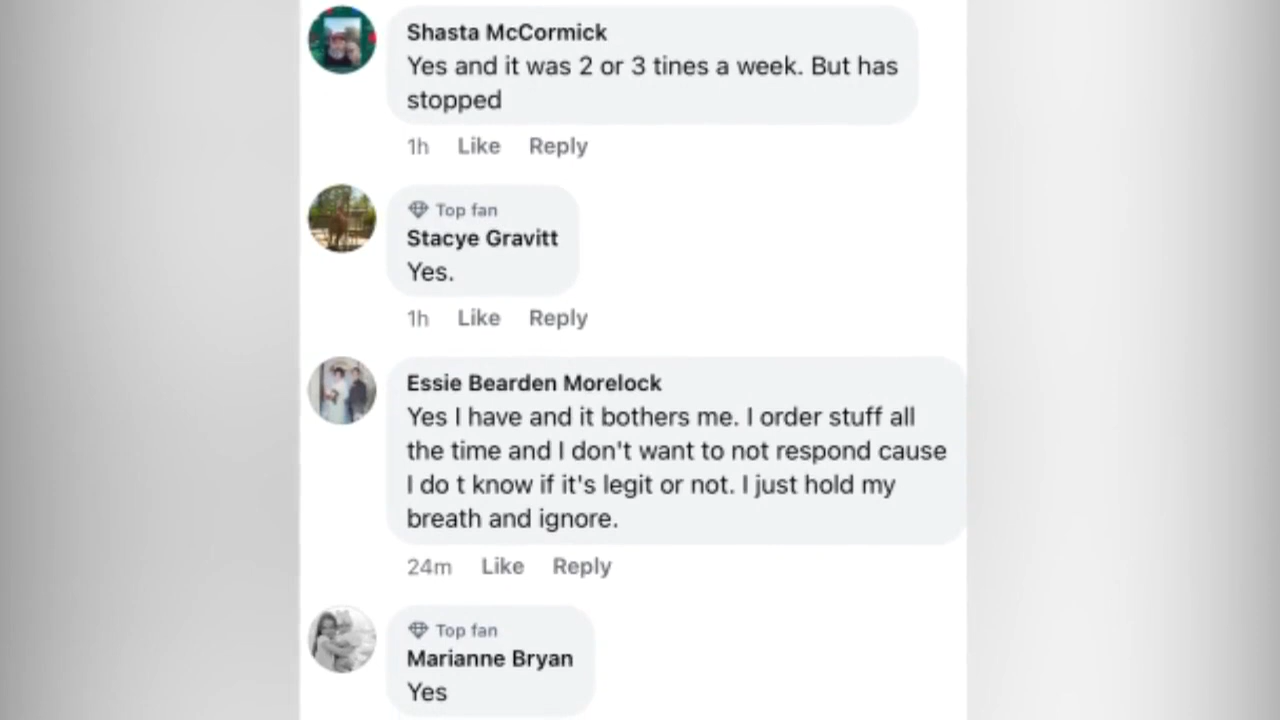 Shasta McCormick
Yes and it was 2 or 3 tines a week. But has
stopped
1h Like Reply
Top fan
Stacye Gravitt
Yes.
1h Like Reply
Essie Bearden Morelock
Yes I have and it bothers me. I order stuff all
the time and I don't want to not respond cause
I do t know if it's legit or not. I just hold my
breath and ignore.
24m Like Reply
Top fan
Marianne Bryan
Yes